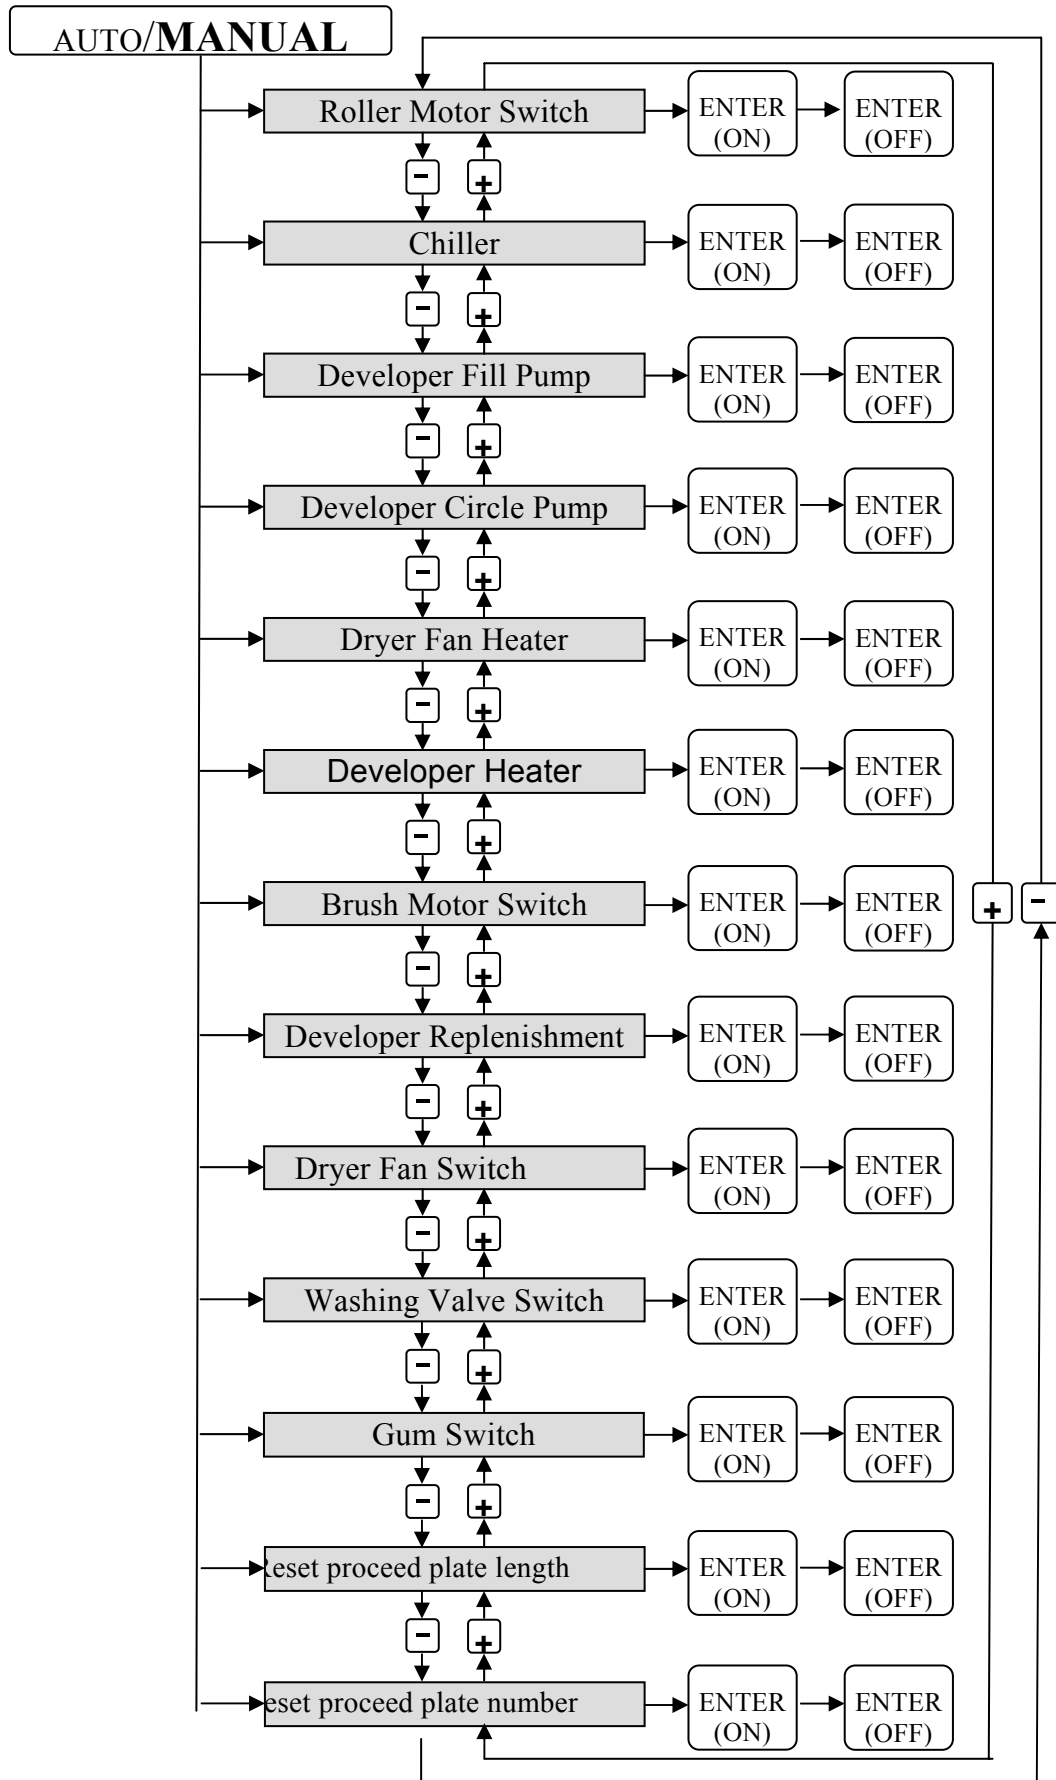 AUTO/MANUAL
Roller Motor Switch ENTER (ON) ENTER (OFF)
- +
Chiller ENTER (ON) ENTER (OFF)
- +
Developer Fill Pump ENTER (ON) ENTER (OFF)
- +
Developer Circle Pump ENTER (ON) ENTER (OFF)
- +
Dryer Fan Heater ENTER (ON) ENTER (OFF)
- +
Developer Heater ENTER (ON) ENTER (OFF)
- +
Brush Motor Switch ENTER (ON) ENTER (OFF) + -
- +
Developer Replenishment ENTER (ON) ENTER (OFF)
- +
Dryer Fan Switch ENTER (ON) ENTER (OFF)
- +
Washing Valve Switch ENTER (ON) ENTER (OFF)
- +
Gum Switch ENTER (ON) ENTER (OFF)
- +
Reset proceed plate length ENTER (ON) ENTER (OFF)
- +
eset proceed plate number ENTER (ON) ENTER (OFF)